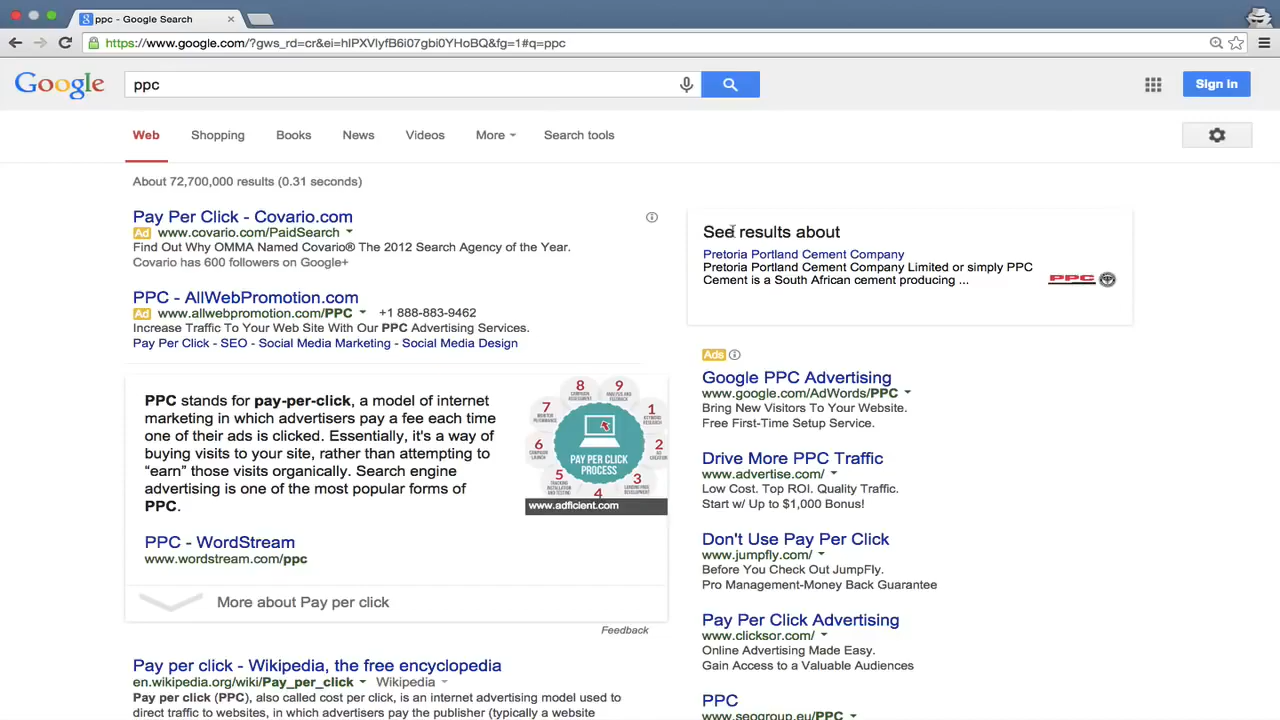 ppc - Google Search
https://www.google.com/?gws_rd=cr&ei=hIPXVIyfB6i07gbi0YHoBQ&fg=1#q=ppc
Google
ppc
Sign in
Web Shopping Books News Videos More Search tools
About 72,700,000 results (0.31 seconds)
Pay Per Click - Covario.com
Ad www.covario.com/PaidSearch
Find Out Why OMMA Named Covario® The 2012 Search Agency of the Year.
Covario has 600 followers on Google+
PPC - AllWebPromotion.com
Ad www.allwebpromotion.com/PPC +1 888-883-9462
Increase Traffic To Your Web Site With Our PPC Advertising Services.
Pay Per Click - SEO - Social Media Marketing - Social Media Design
PPC stands for pay-per-click, a model of internet
marketing in which advertisers pay a fee each time
one of their ads is clicked. Essentially, it's a way of
buying visits to your site, rather than attempting to
“earn” those visits organically. Search engine
advertising is one of the most popular forms of
PPC.
8
9
7
1
6
2
5
3
4
PAY PER CLICK
PROCESS
www.adficient.com
PPC - WordStream
www.wordstream.com/ppc
More about Pay per click
Feedback
Pay per click - Wikipedia, the free encyclopedia
en.wikipedia.org/wiki/Pay_per_click Wikipedia
Pay per click (PPC), also called cost per click, is an internet advertising model used to
direct traffic to websites, in which advertisers pay the publisher (typically a website
See results about
Pretoria Portland Cement Company
Pretoria Portland Cement Company Limited or simply PPC
Cement is a South African cement producing ...
PPC
Ads
Google PPC Advertising
www.google.com/AdWords/PPC
Bring New Visitors To Your Website.
Free First-Time Setup Service.
Drive More PPC Traffic
www.advertise.com/
Low Cost. Top ROI. Quality Traffic.
Start w/ Up to $1,000 Bonus!
Don't Use Pay Per Click
www.jumpfly.com/
Before You Check Out JumpFly.
Pro Management-Money Back Guarantee
Pay Per Click Advertising
www.clicksor.com/
Online Advertising Made Easy.
Gain Access to a Valuable Audiences
PPC
www.seogroup.eu/PPC